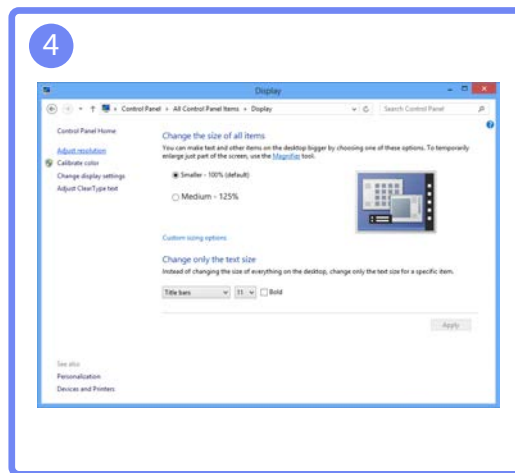 4
Display
Control Panel › All Control Panel Items › Display
Search Control Panel
Control Panel Home
Adjust resolution
Calibrate color
Change display settings
Adjust ClearType text
Change the size of all items
You can make text and other items on the desktop bigger by choosing one of these options. To temporarily
enlarge just part of the screen, use the Magnifier tool.
Smaller - 100% (default)
Medium - 125%
Custom sizing options
Change only the text size
Instead of changing the size of everything on the desktop, change only the text size for a specific item.
Title bars 11 Bold
Apply
See also
Personalization
Devices and Printers